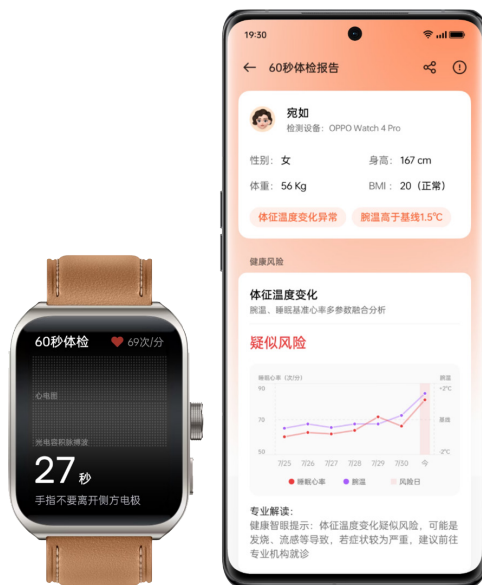 60秒体检
69次/分
心电图
光电容积脉搏波
27 秒
手指不要离开侧方电极
19:30
60秒体检报告
宛如
检测设备：OPPO Watch 4 Pro
性别： 女
身高： 167 cm
体重： 56 Kg
BMI： 20（正常）
体征温度变化异常
腕温高于基线1.5℃
健康风险
体征温度变化
腕温、睡眠基准心率多参数融合分析
疑似风险
睡眠心率（次/分）
腕温
90
+2℃
70
基线
50
-2℃
7/25 7/26 7/27 7/28 7/29 7/30 今
睡眠心率 腕温 风险日
专业解读：
健康智眼提示：体征温度变化疑似风险，可能是
发烧、流感等导致，若症状较为严重，建议前往
专业机构就诊